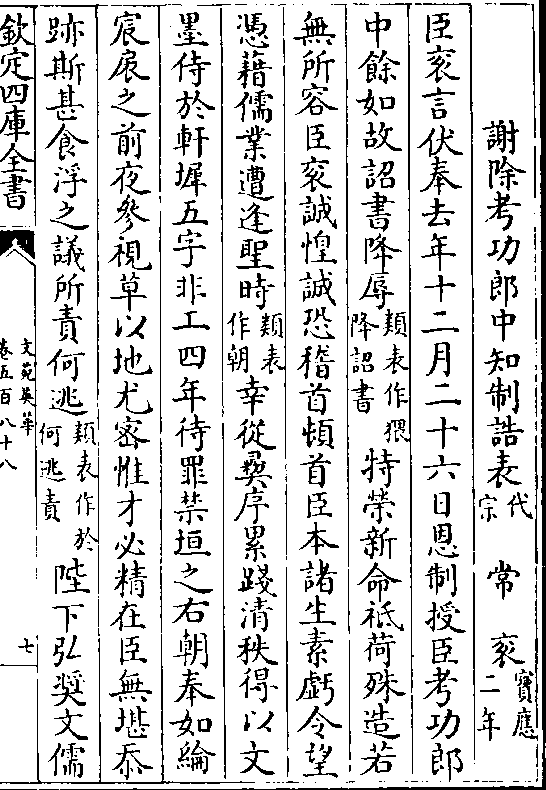 謝除考功郎中知制誥表代宗 常袞寳應二年
臣袞言伏奉去年十二月二十六日恩制授臣考功郎
中餘如故詔書降辱類表作猥降詔書特榮新命祗荷殊造若
無所容臣袞誠惶誠恐稽首頓首臣本諸生素虧令望
憑藉儒業遭逢聖時類表作朝幸從彛序累踐清秩得以文
墨侍於軒墀五字非工四年待罪禁垣之右朝奉如綸
宸扆之前夜參視草以地尤密惟才必精在臣無堪忝
跡斯甚食浮之議所責何逃類表作於何逃責陛下弘奨文儒
欽定四庫全書
文苑英華
卷五百八十八
七